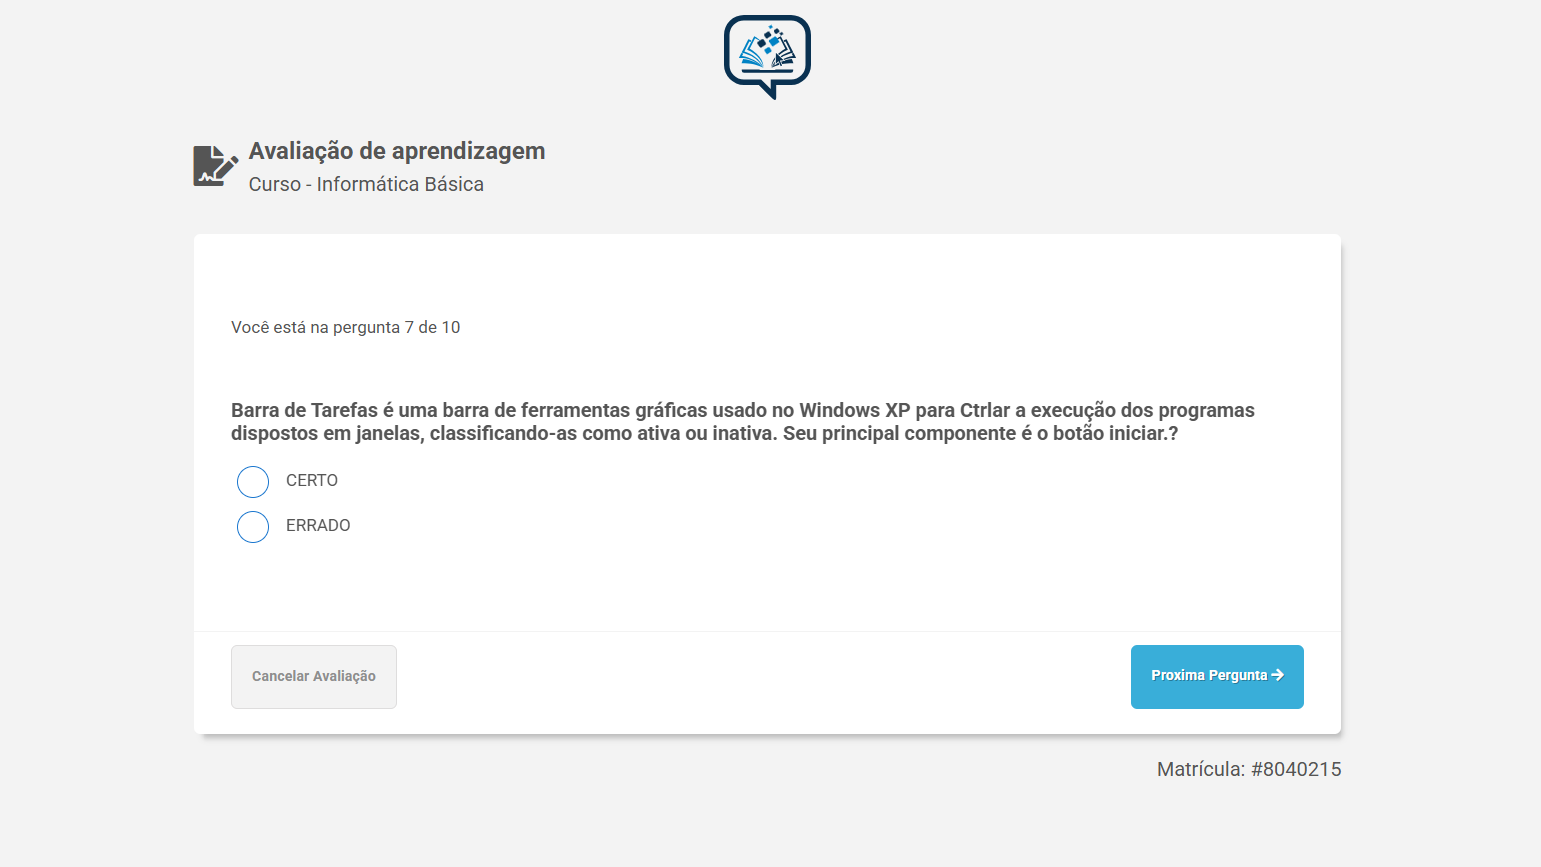 Avaliação de aprendizagem
Curso - Informática Básica
Você está na pergunta 7 de 10
Barra de Tarefas é uma barra de ferramentas gráficas usado no Windows XP para Ctrlar a execução dos programas
dispostos em janelas, classificando-as como ativa ou inativa. Seu principal componente é o botão iniciar.?
CERTO
ERRADO
Cancelar Avaliação
Proxima Pergunta
Matrícula: #8040215